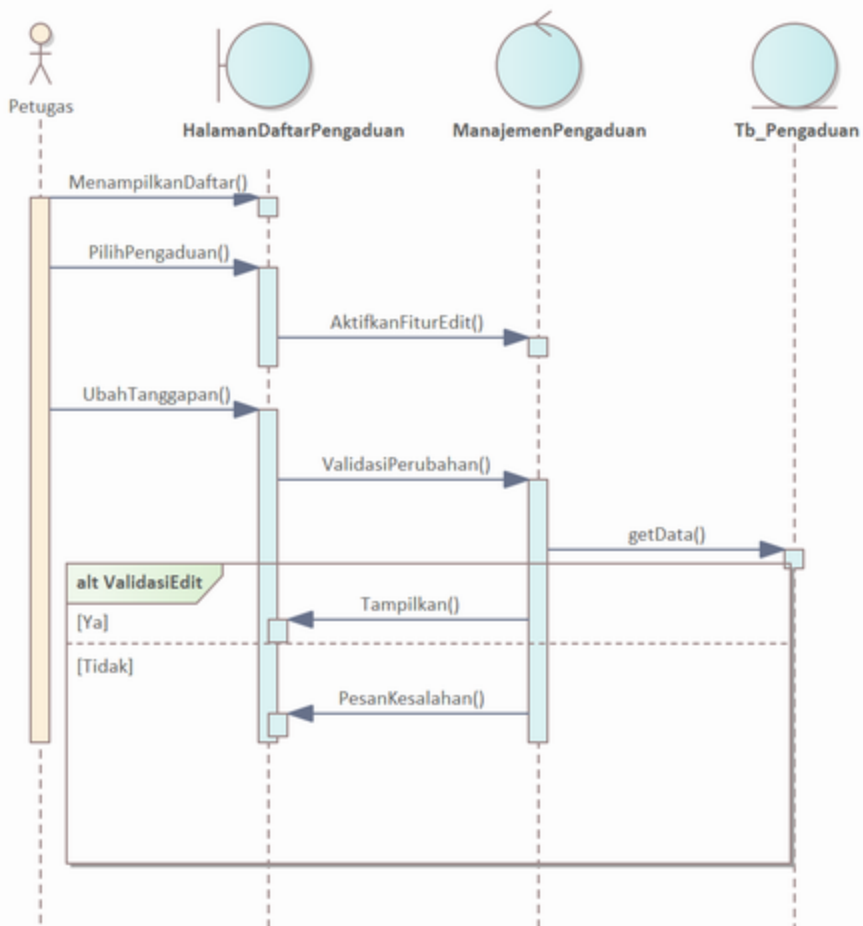 Petugas
HalamanDaftarPengaduan
ManajemenPengaduan
Tb_Pengaduan
MenampilkanDaftar()
PilihPengaduan()
AktifkanFiturEdit()
UbahTanggapan()
ValidasiPerubahan()
getData()
alt ValidasiEdit
Tampilkan()
[Ya]
[Tidak]
PesanKesalahan()